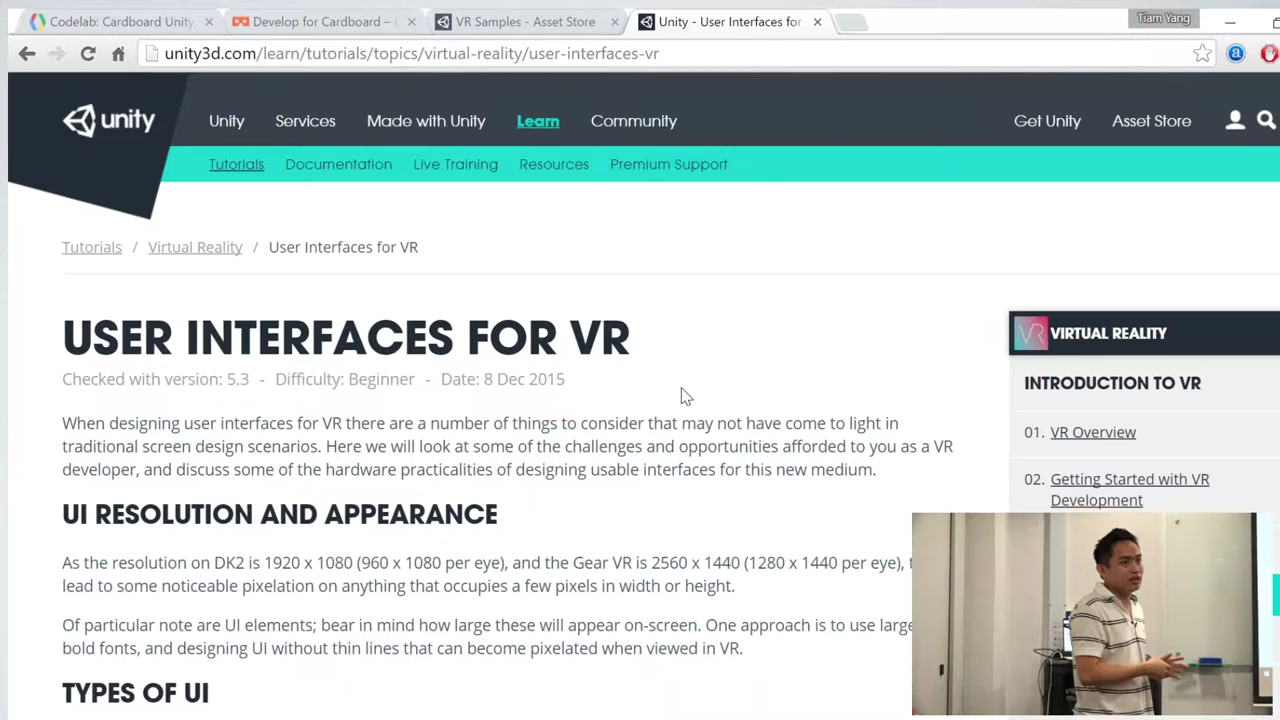 Codelab: Cardboard Unity
Develop for Cardboard –
VR Samples - Asset Store
Unity - User Interfaces for
Tiam Yang
unity3d.com/learn/tutorials/topics/virtual-reality/user-interfaces-vr
unity
Unity
Services
Made with Unity
Learn
Community
Get Unity
Asset Store
Tutorials
Documentation
Live Training
Resources
Premium Support
Tutorials / Virtual Reality / User Interfaces for VR
USER INTERFACES FOR VR
Checked with version: 5.3 - Difficulty: Beginner - Date: 8 Dec 2015
When designing user interfaces for VR there are a number of things to consider that may not have come to light in
traditional screen design scenarios. Here we will look at some of the challenges and opportunities afforded to you as a VR
developer, and discuss some of the hardware practicalities of designing usable interfaces for this new medium.
UI RESOLUTION AND APPEARANCE
As the resolution on DK2 is 1920 x 1080 (960 x 1080 per eye), and the Gear VR is 2560 x 1440 (1280 x 1440 per eye),
lead to some noticeable pixelation on anything that occupies a few pixels in width or height.
Of particular note are UI elements; bear in mind how large these will appear on-screen. One approach is to use
bold fonts, and designing UI without thin lines that can become pixelated when viewed in VR.
TYPES OF UI
VR VIRTUAL REALITY
INTRODUCTION TO VR
01. VR Overview
02. Getting Started with VR
Development